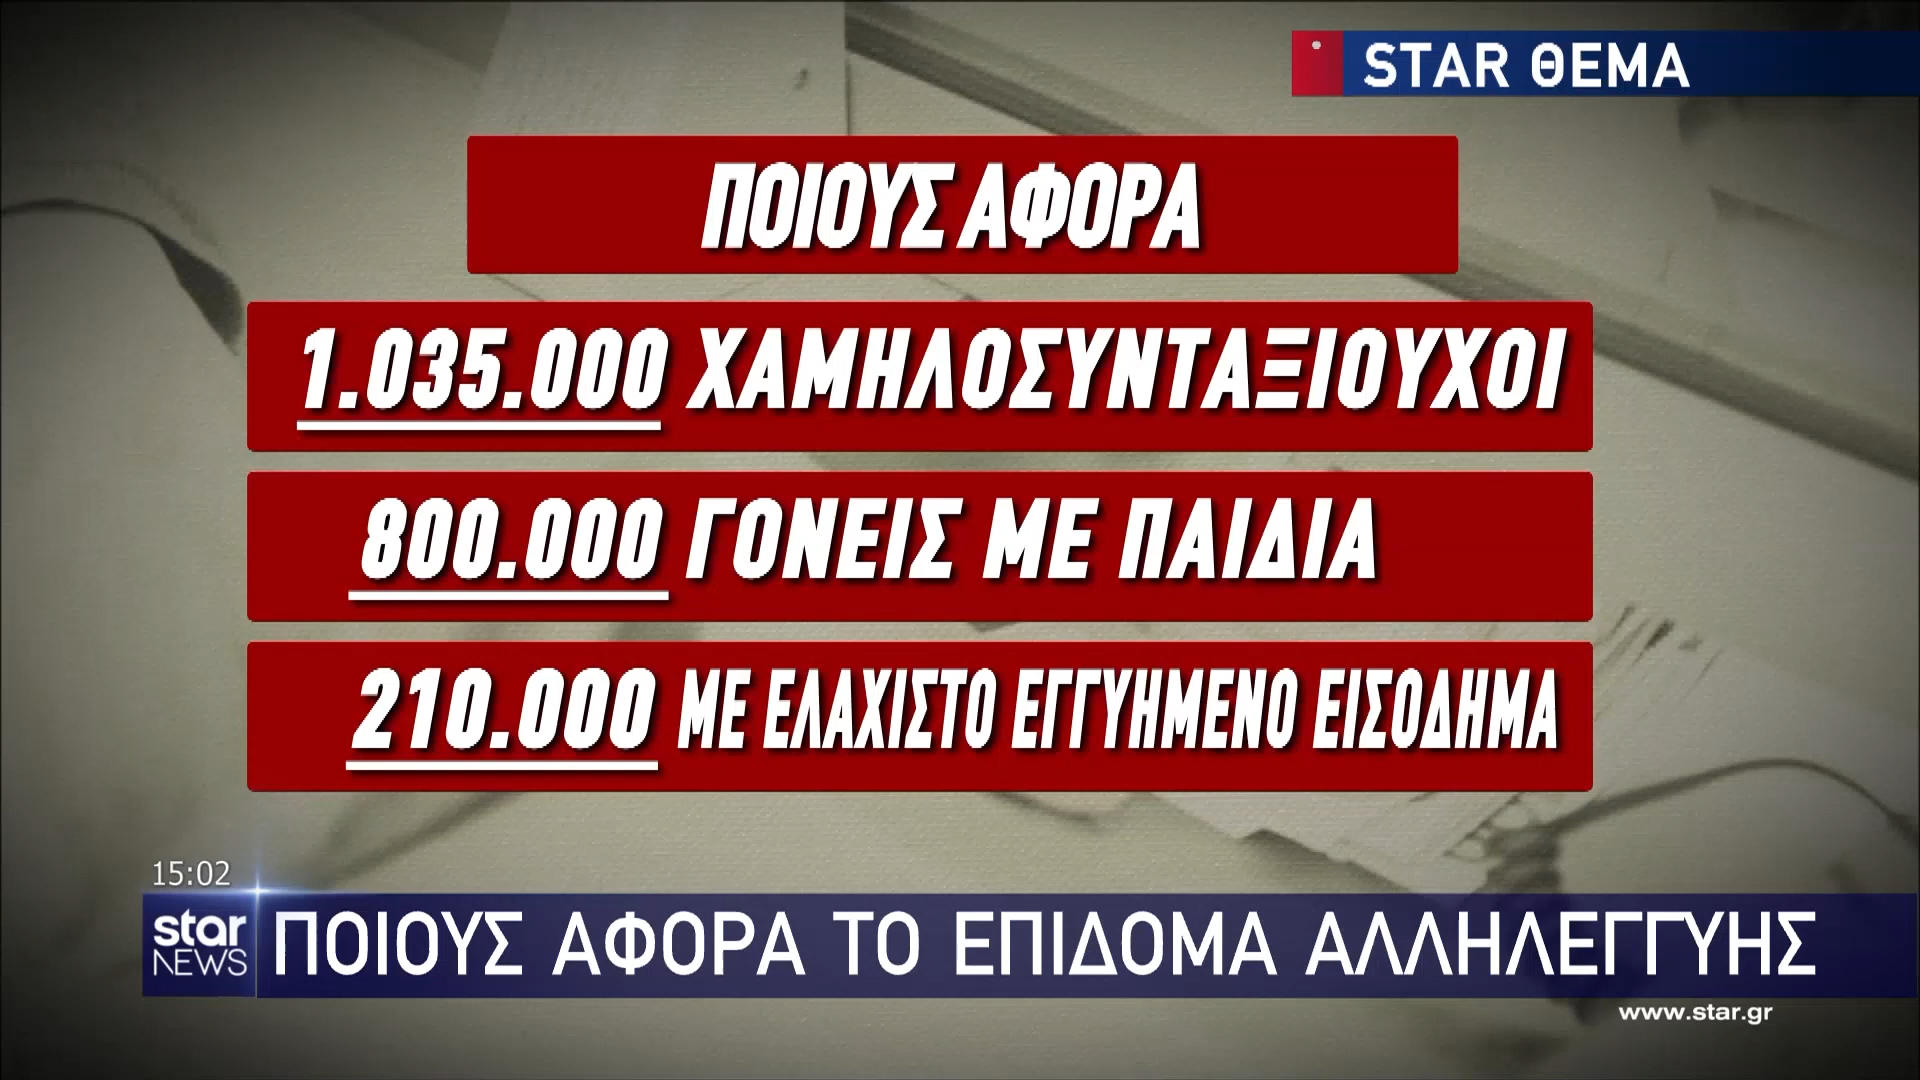 STAR ΘΕΜΑ
ΠΟΙΟΥΣ ΑΦΟΡΑ
1.035.000 ΧΑΜΗΛΟΣΥΝΤΑΞΙΟΥΧΟΙ
800.000 ΓΟΝΕΙΣ ΜΕ ΠΑΙΔΙΑ
210.000 ΜΕ ΕΛΑΧΙΣΤΟ ΕΓΓΥΗΜΕΝΟ ΕΙΣΟΔΗΜΑ
15:02
star
NEWS
ΠΟΙΟΥΣ ΑΦΟΡΑ ΤΟ ΕΠΙΔΟΜΑ ΑΛΛΗΛΕΓΓΥΗΣ
www.star.gr